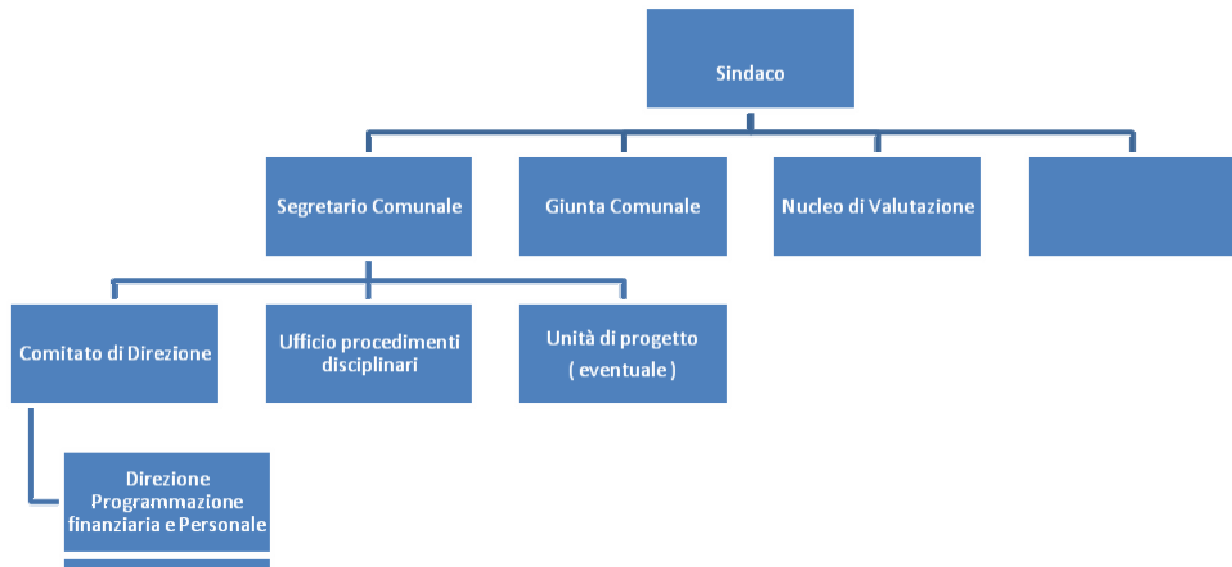 Sindaco
Segretario Comunale
Giunta Comunale
Nucleo di Valutazione
Comitato di Direzione
Ufficio procedimenti
disciplinari
Unità di progetto
( eventuale )
Direzione
Programmazione
finanziaria e Personale